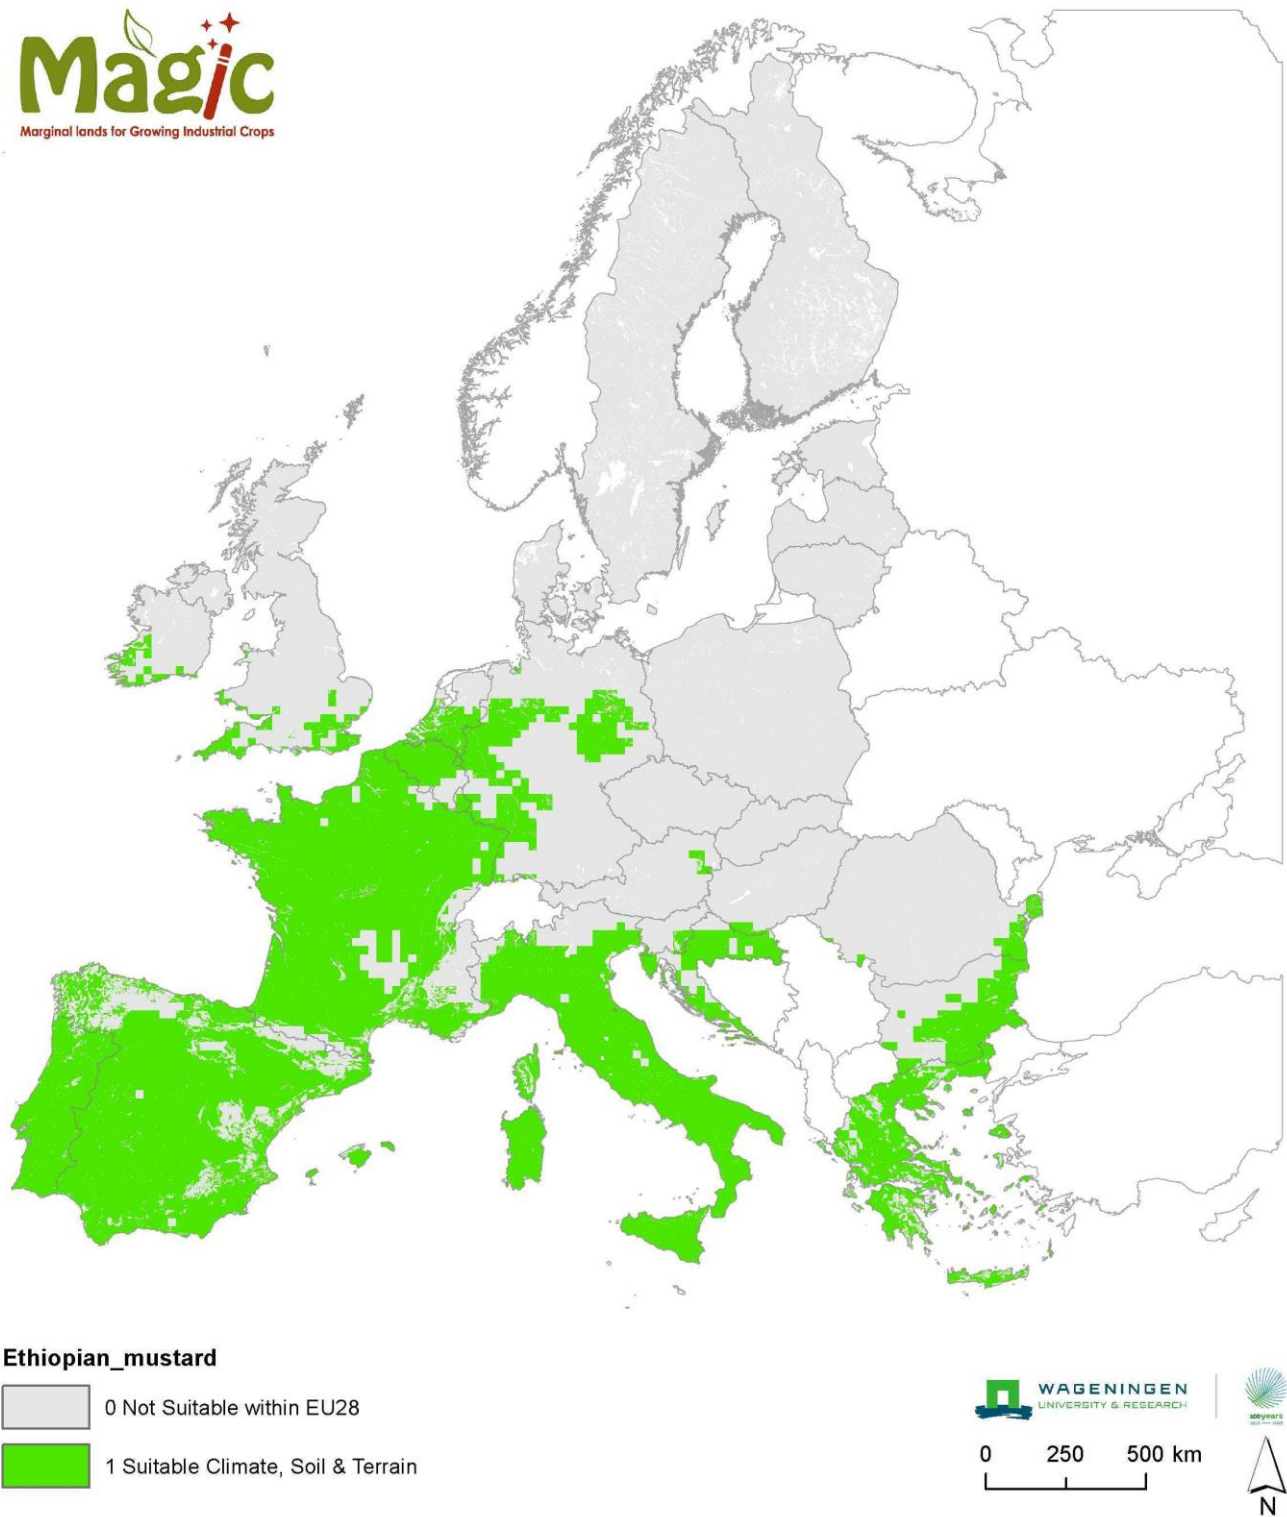 Magic
Marginal lands for Growing Industrial Crops
Ethiopian_mustard
0 Not Suitable within EU28
1 Suitable Climate, Soil & Terrain
WAGENINGEN
UNIVERSITY & RESEARCH
100years
0 250 500 km
N